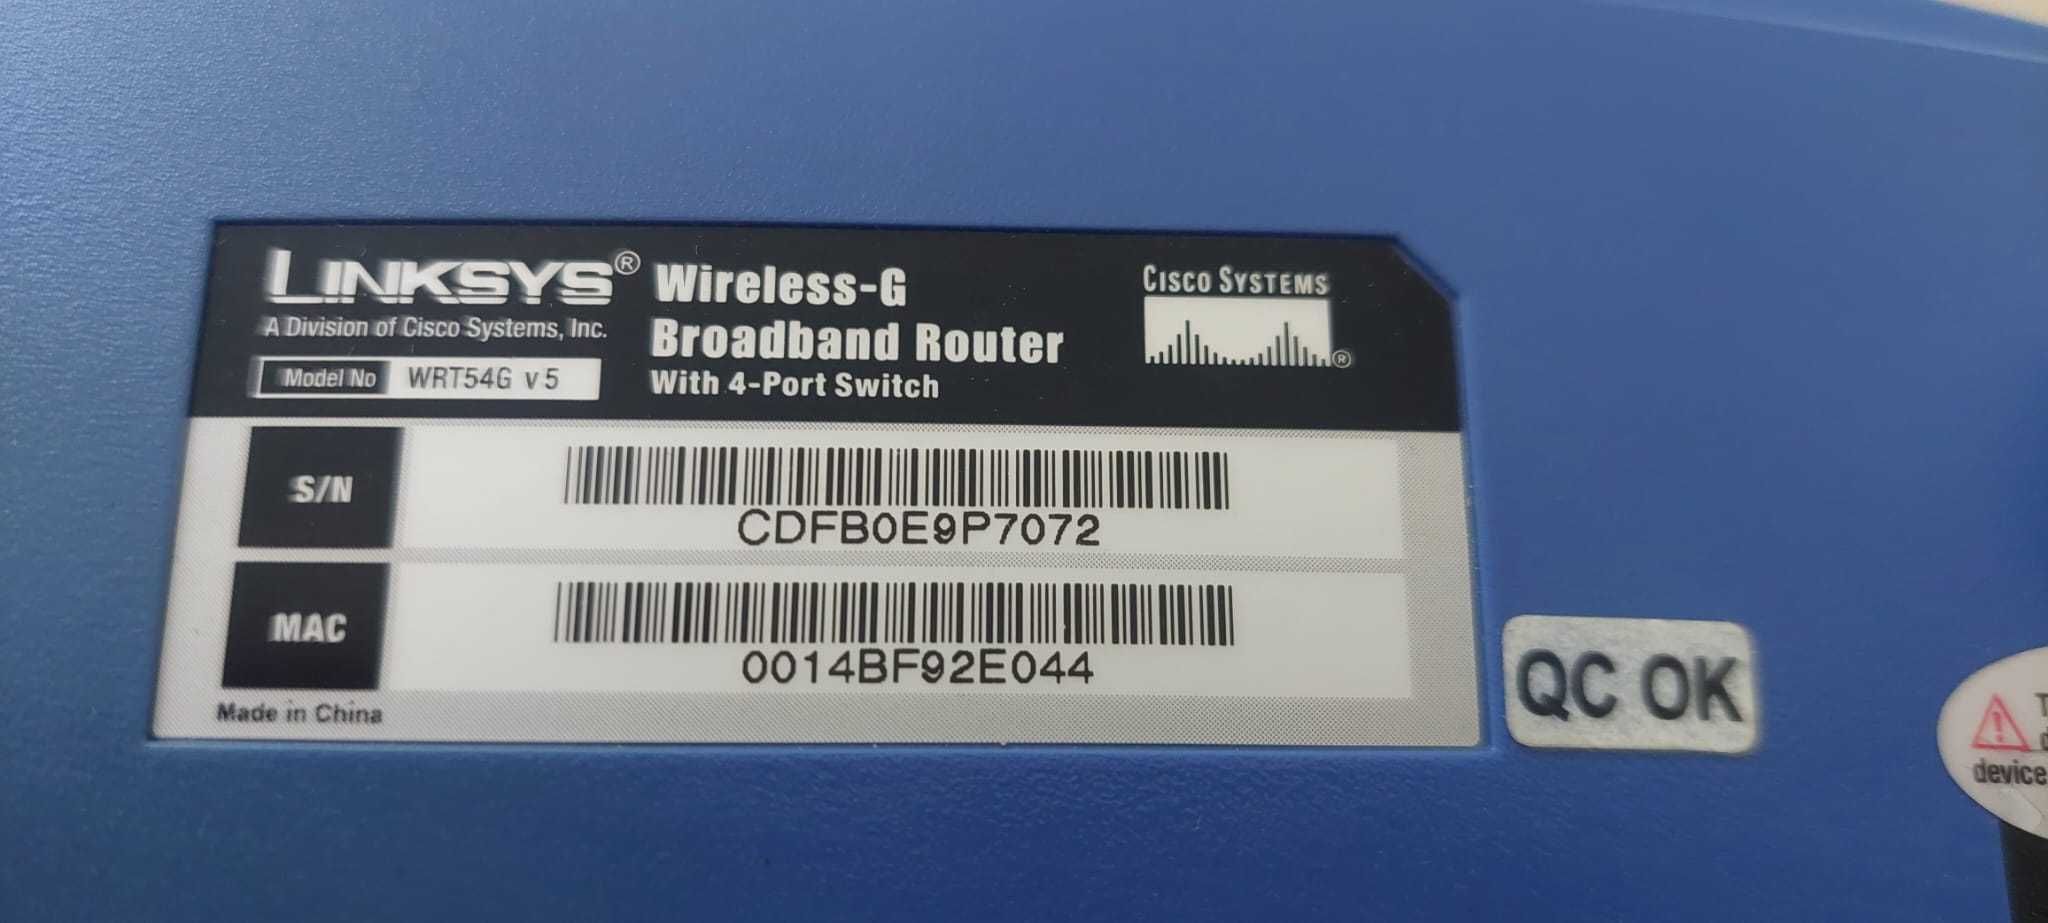 LINKSYS®
A Division of Cisco Systems, Inc.
Model No WRT54G v5
Wireless-G
Broadband Router
With 4-Port Switch
CISCO SYSTEMS
®
S/N
CDFB0E9P7072
MAC
0014BF92E044
Made in China
QC OK
device